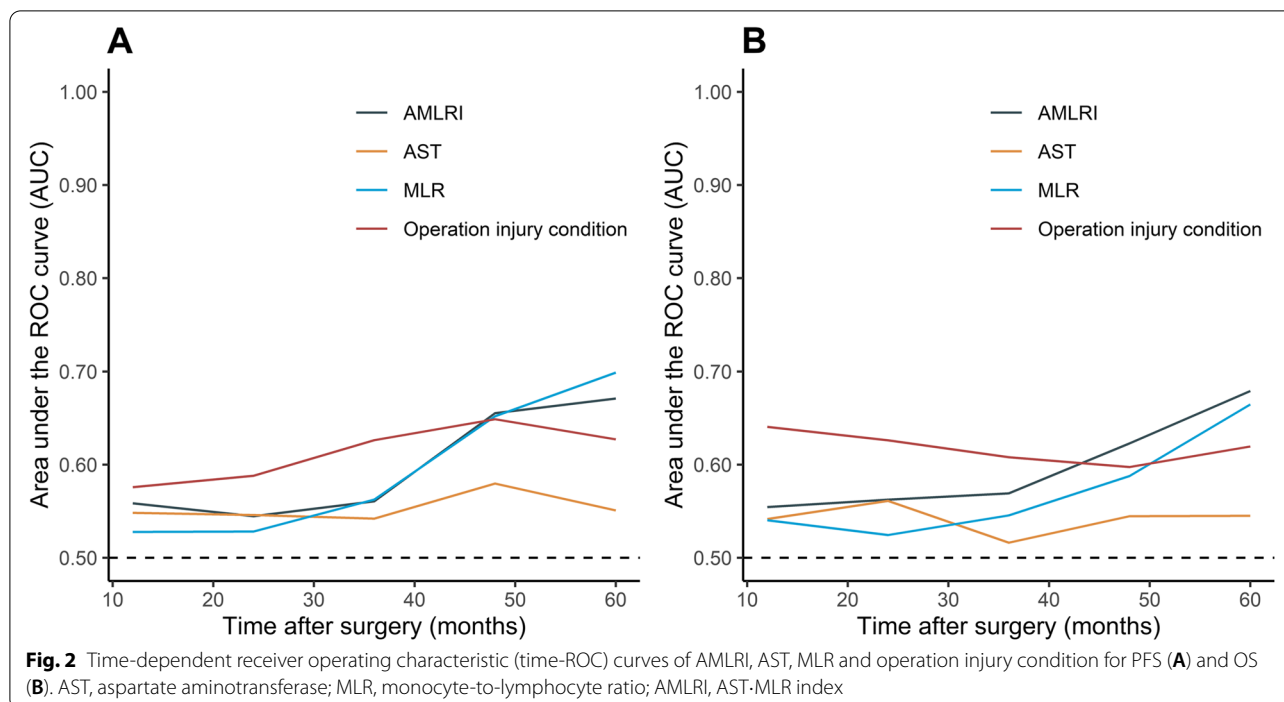 A
Area under the ROC curve (AUC)
1.00
0.90
0.80
0.70
0.60
0.50
AMLRI
AST
MLR
Operation injury condition
10 20 30 40 50 60
Time after surgery (months)
B
Area under the ROC curve (AUC)
1.00
0.90
0.80
0.70
0.60
0.50
AMLRI
AST
MLR
Operation injury condition
10 20 30 40 50 60
Time after surgery (months)
Fig. 2 Time-dependent receiver operating characteristic (time-ROC) curves of AMLRI, AST, MLR and operation injury condition for PFS (A) and OS
(B). AST, aspartate aminotransferase; MLR, monocyte-to-lymphocyte ratio; AMLRI, AST·MLR index